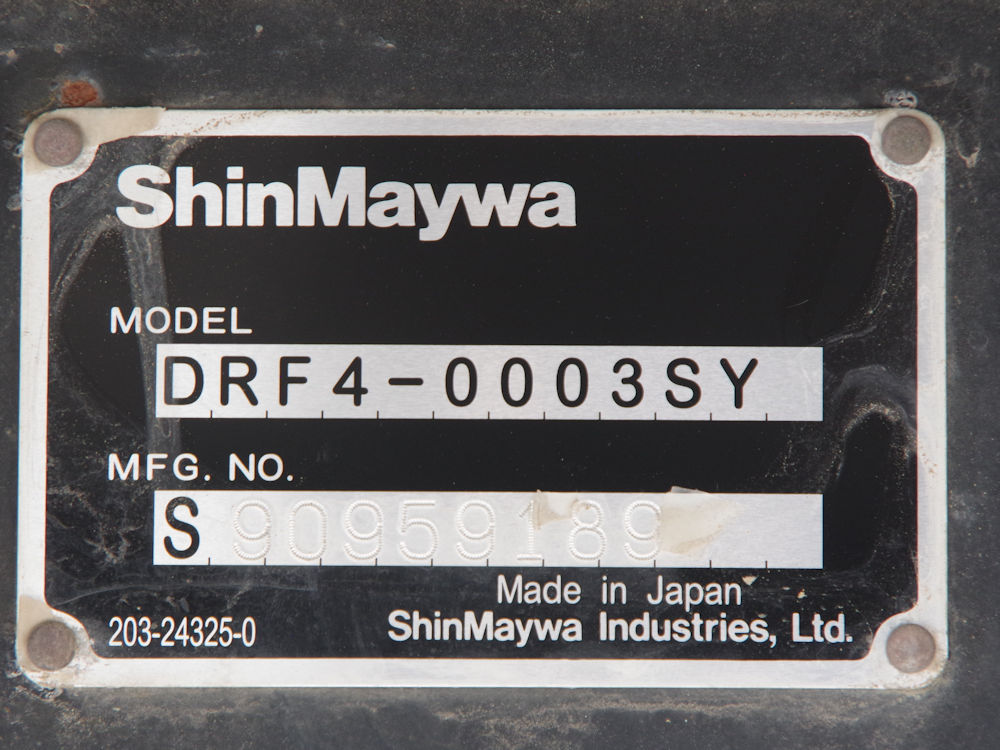 ShinMaywa
MODEL
DRF4-0003SY
MFG. NO.
S 90959189
Made in Japan
203-24325-0
ShinMaywa Industries, Ltd.